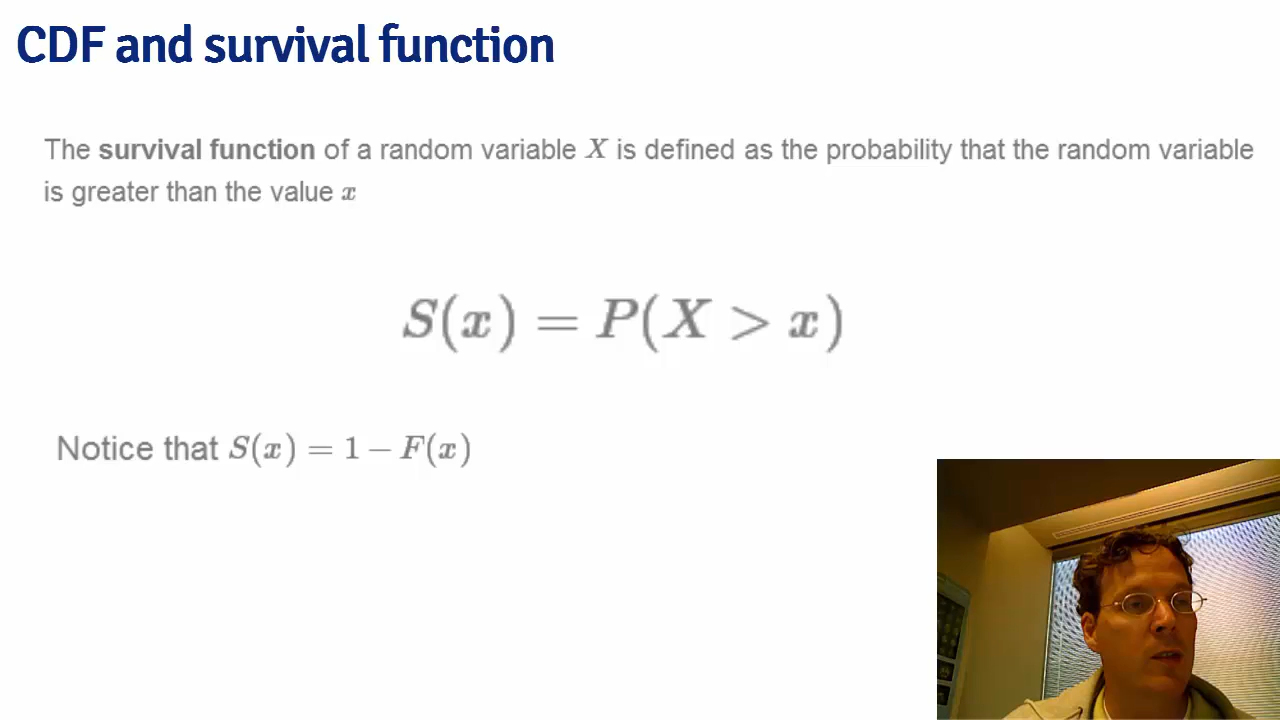 CDF and survival function
The survival function of a random variable X is defined as the probability that the random variable
is greater than the value x
S(x) = P(X > x)
Notice that S(x) = 1 − F(x)